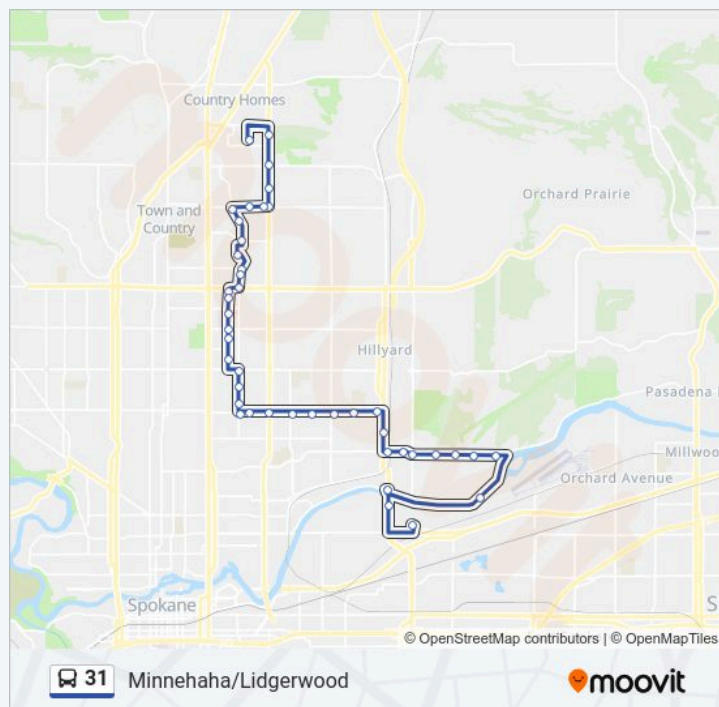 Country Homes
Orchard Prairie
Town and
Country
Hillyard
Pasadena
Millwo
Orchard Avenue
Spokane
S
© OpenStreetMap contributors | © OpenMapTiles
31 Minnehaha/Lidgerwood
moovit